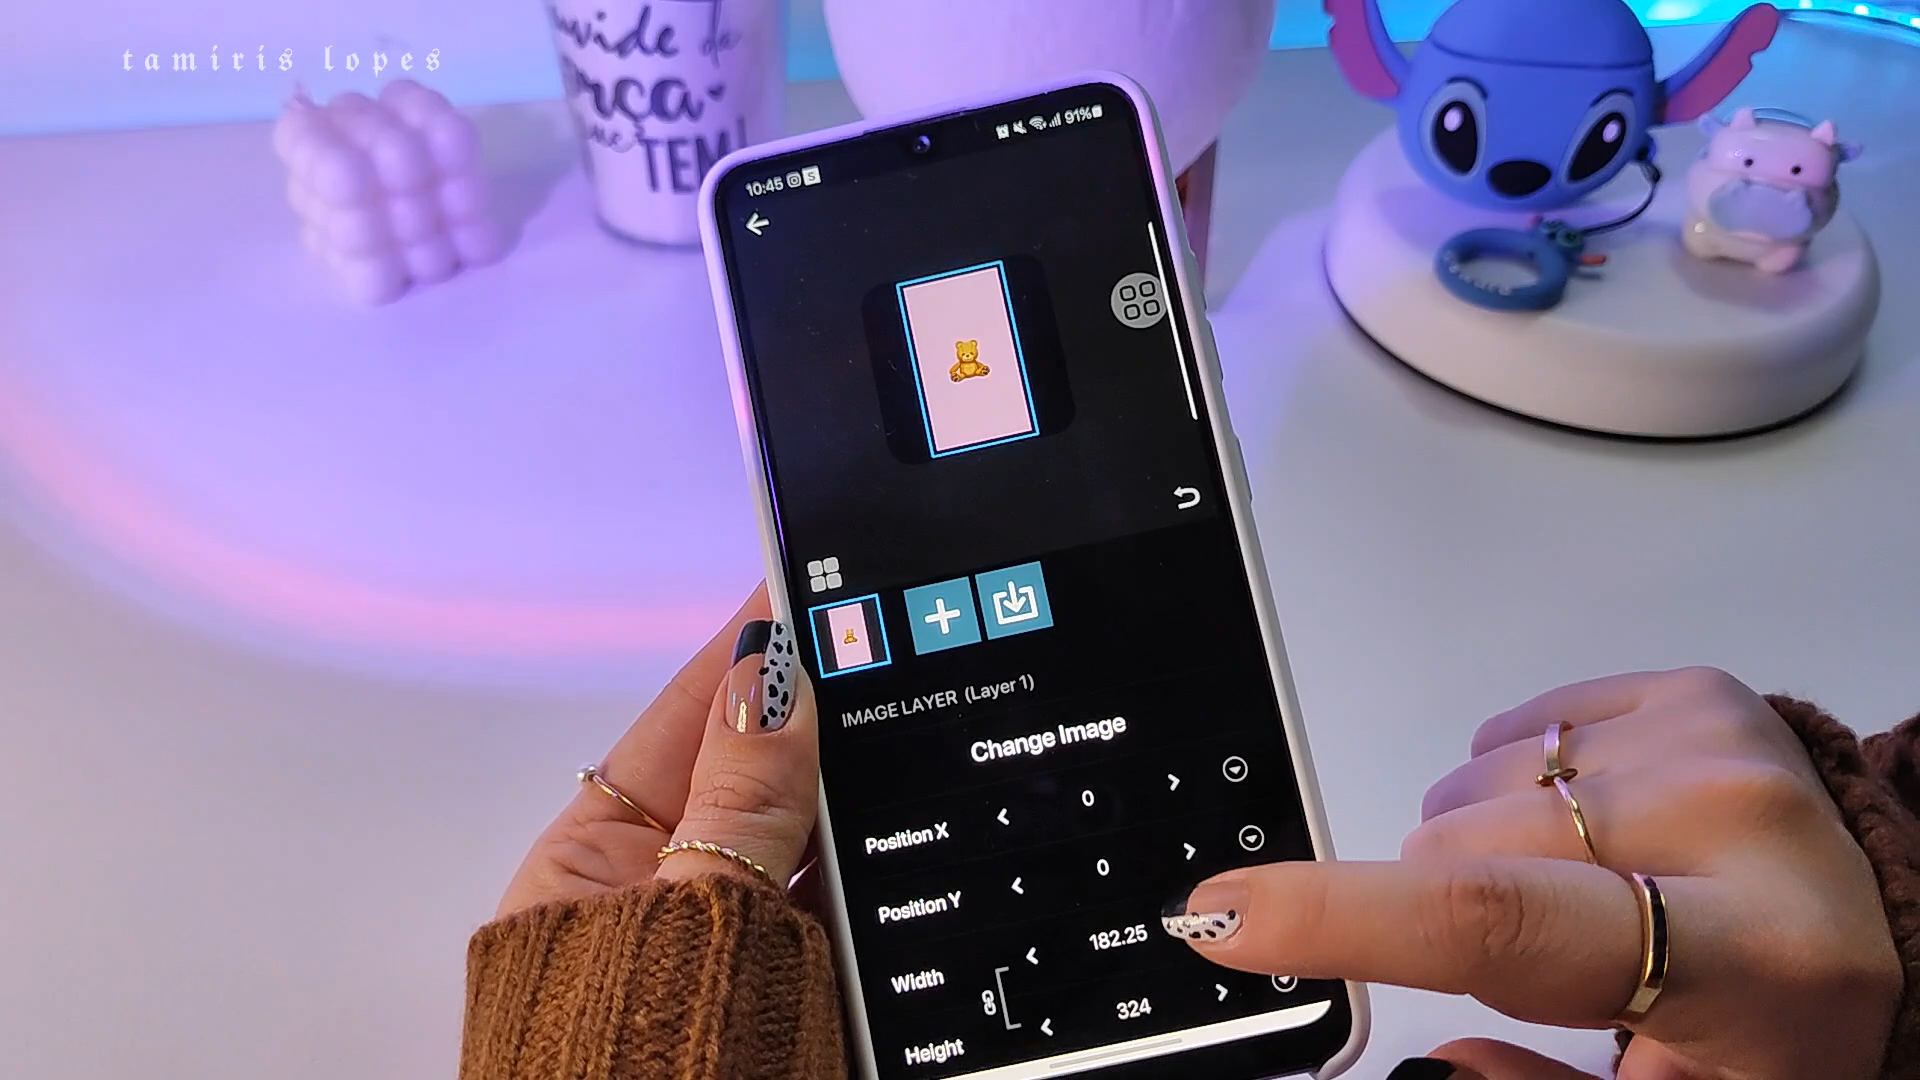 tamiris lopes
TEM
10:45
91%
IMAGE LAYER (Layer 1)
Change Image
Position X
0
Position Y
0
Width
182.25
Height
324